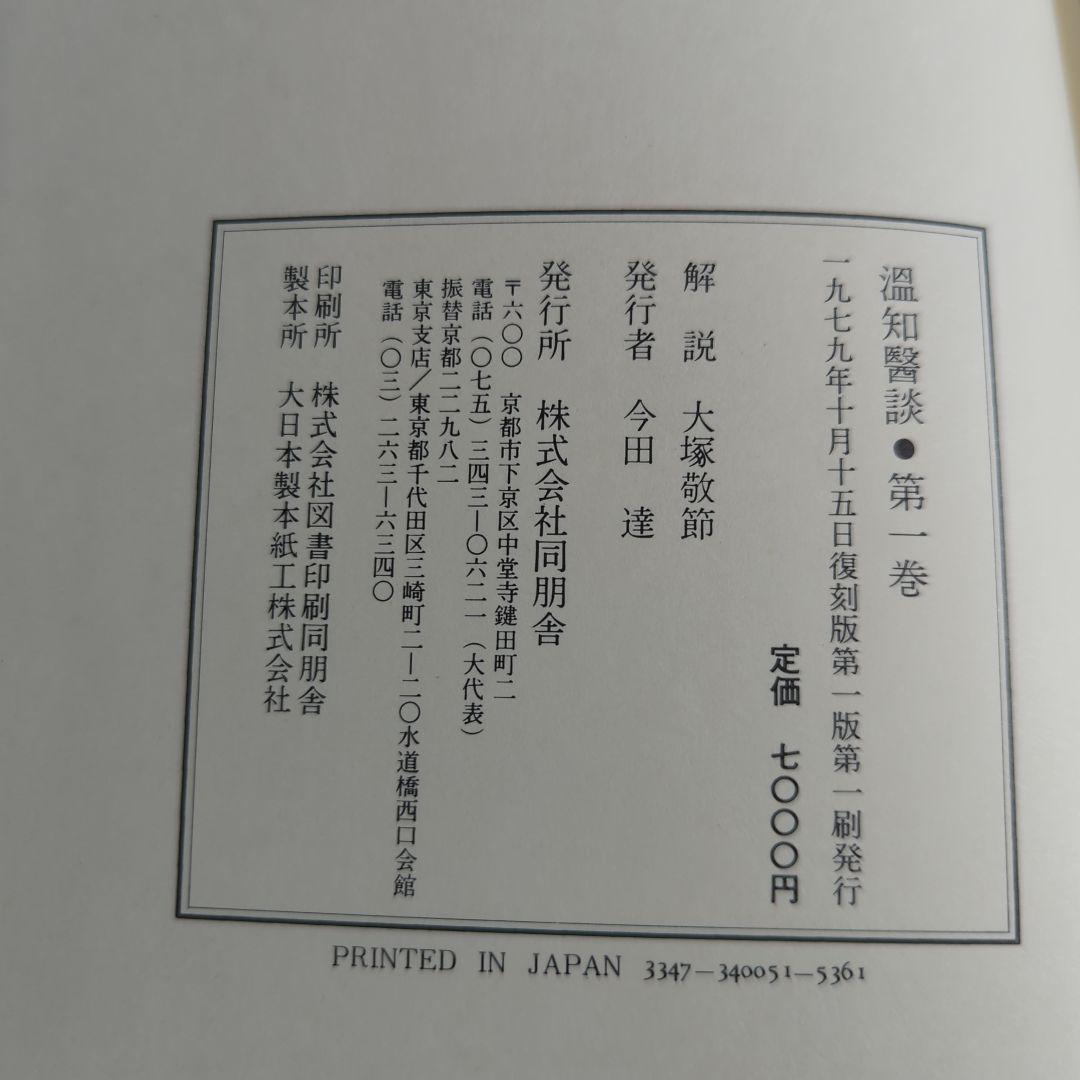 溫知醫談●第一巻
一九七九年十月十五日復刻版第一版第一刷発行
定価 七〇〇〇円
解説 大塚敬節
発行者 今田達
発行所 株式会社同朋舎
〒六〇〇 京都市下京区中堂寺鍵田町二
電話（〇七五）三四三―〇六二一（大代表）
振替京都二二九八二
東京支店／東京都千代田区三崎町二―二〇水道橋西口会館
電話（〇三）二六三―六三四〇
印刷所 株式会社図書印刷同朋舎
製本所 大日本製本紙工株式会社
PRINTED IN JAPAN 3347―340051―5361